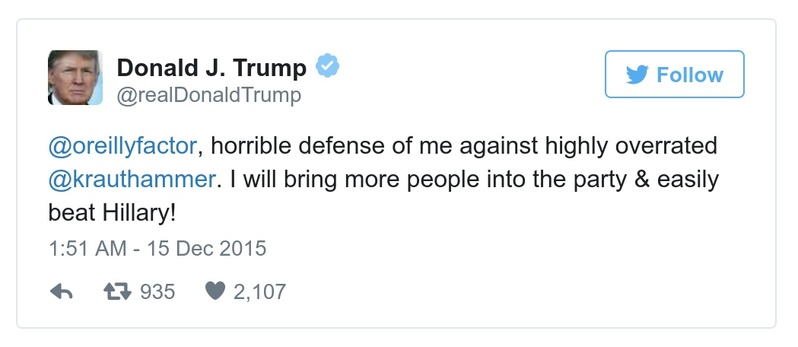 Donald J. Trump
@realDonaldTrump
Follow
@oreillyfactor, horrible defense of me against highly overrated
@krauthammer. I will bring more people into the party & easily
beat Hillary!
1:51 AM - 15 Dec 2015
935 2,107